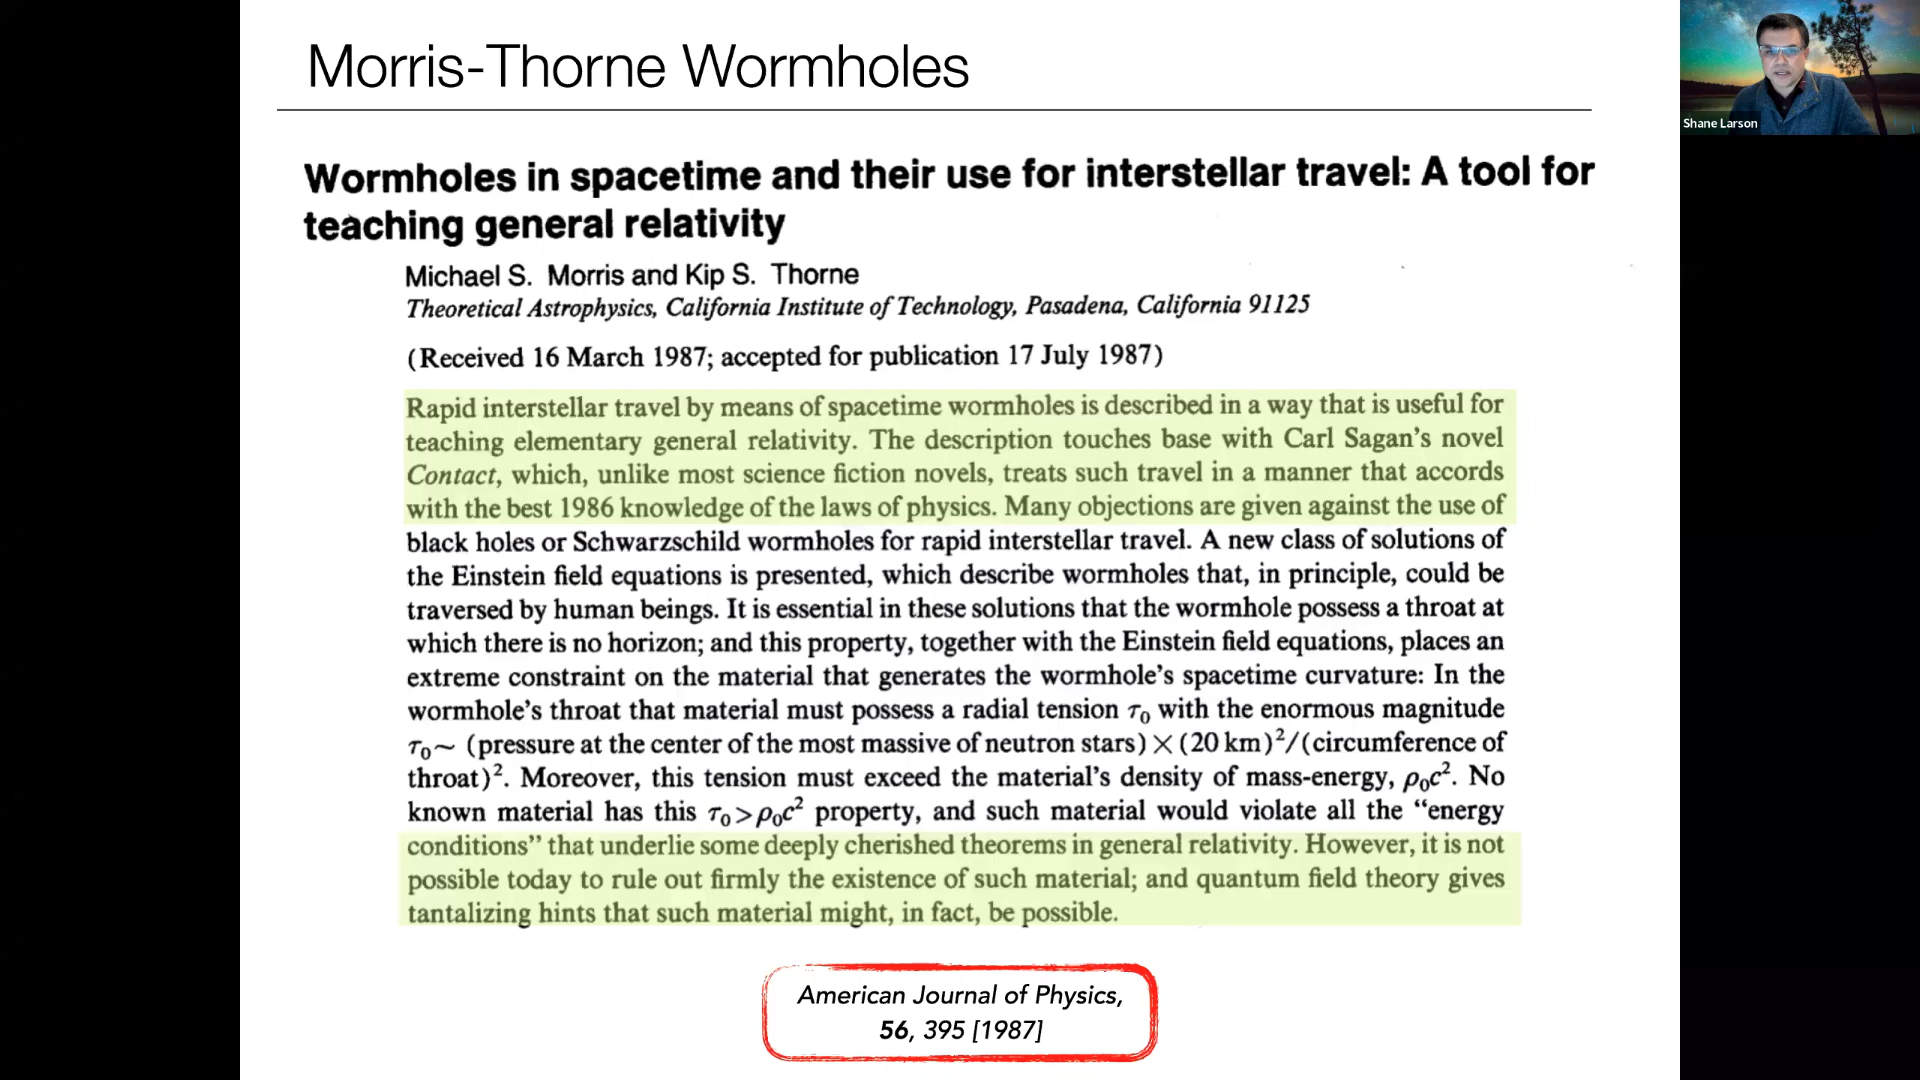 Morris-Thorne Wormholes
Shane Larson
Wormholes in spacetime and their use for interstellar travel: A tool for
teaching general relativity
Michael S. Morris and Kip S. Thorne
Theoretical Astrophysics, California Institute of Technology, Pasadena, California 91125
(Received 16 March 1987; accepted for publication 17 July 1987)
Rapid interstellar travel by means of spacetime wormholes is described in a way that is useful for
teaching elementary general relativity. The description touches base with Carl Sagan's novel
Contact, which, unlike most science fiction novels, treats such travel in a manner that accords
with the best 1986 knowledge of the laws of physics. Many objections are given against the use of
black holes or Schwarzschild wormholes for rapid interstellar travel. A new class of solutions of
the Einstein field equations is presented, which describe wormholes that, in principle, could be
traversed by human beings. It is essential in these solutions that the wormhole possess a throat at
which there is no horizon; and this property, together with the Einstein field equations, places an
extreme constraint on the material that generates the wormhole's spacetime curvature: In the
wormhole's throat that material must possess a radial tension τ₀ with the enormous magnitude
τ₀~ (pressure at the center of the most massive of neutron stars)×(20 km)²/(circumference of
throat)². Moreover, this tension must exceed the material's density of mass-energy, ρ₀c². No
known material has this τ₀>ρ₀c² property, and such material would violate all the "energy
conditions" that underlie some deeply cherished theorems in general relativity. However, it is not
possible today to rule out firmly the existence of such material; and quantum field theory gives
tantalizing hints that such material might, in fact, be possible.
American Journal of Physics,
56, 395 [1987]